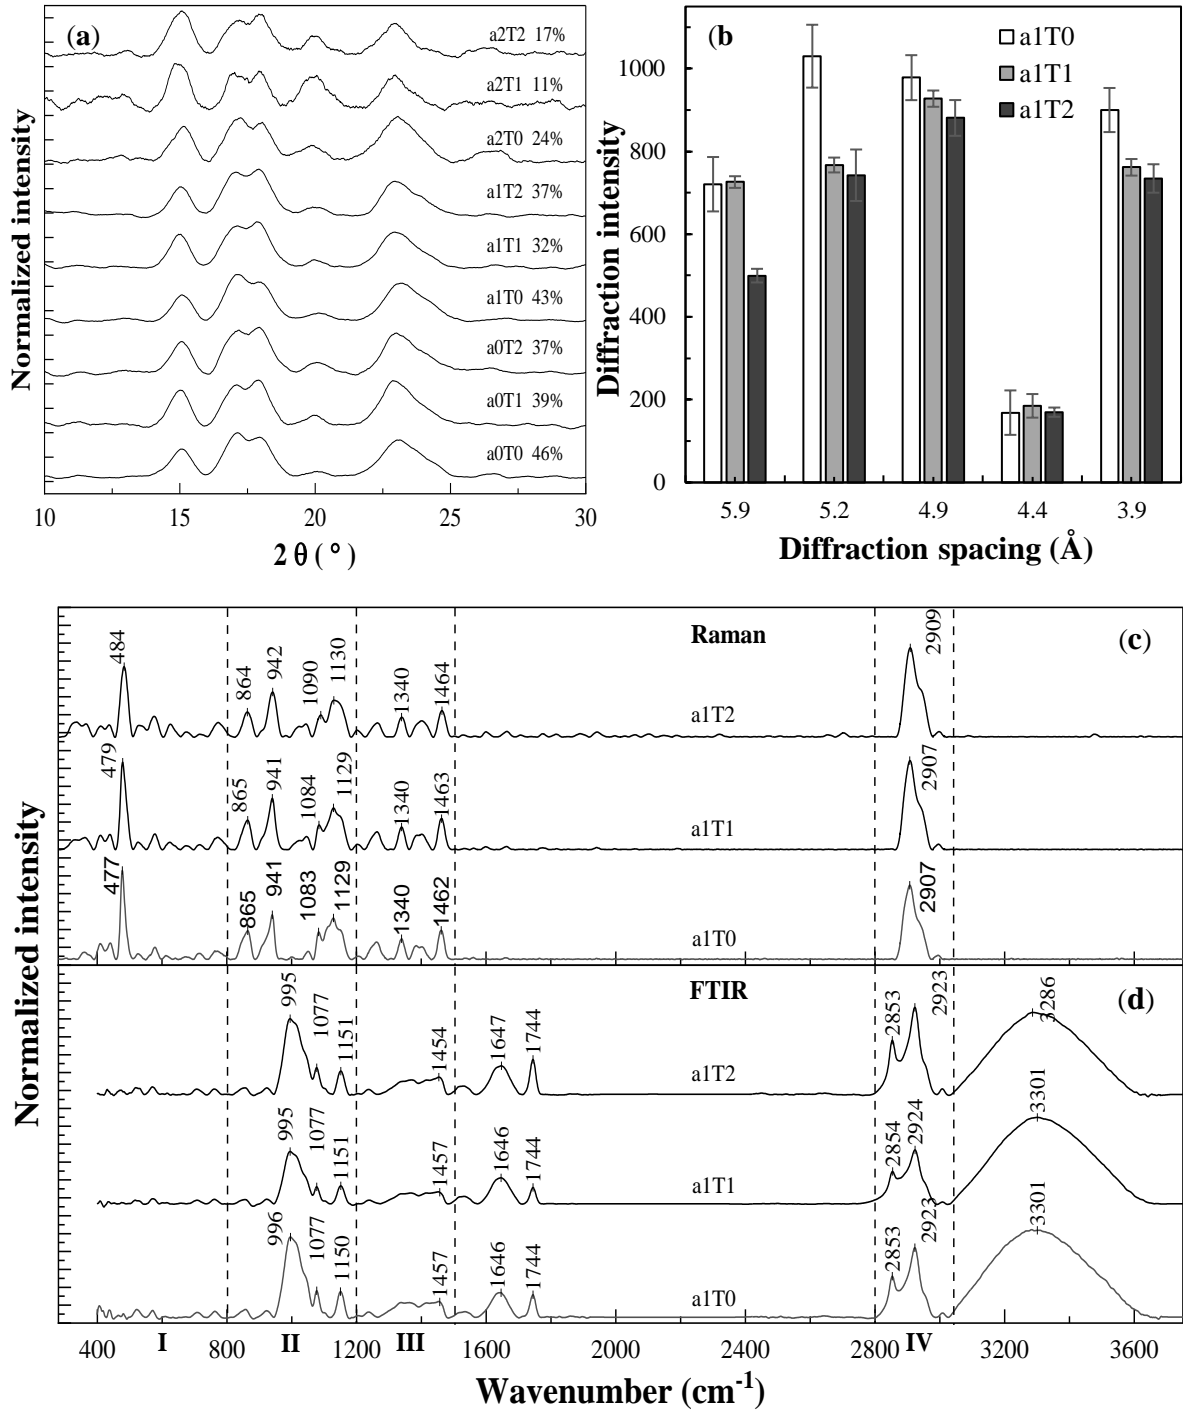 (a)
a2T2 17%
a2T1 11%
a2T0 24%
a1T2 37%
a1T1 32%
a1T0 43%
a0T2 37%
a0T1 39%
a0T0 46%
Normalized intensity
10 15 20 25 30
2 θ ( ° )
(b)
a1T0
a1T1
a1T2
1000
800
600
400
200
0
Diffraction intensity
5.9 5.2 4.9 4.4 3.9
Diffraction spacing (Å)
Raman
(c)
484 864 942 1090 1130 1340 1464 2909
a1T2
479 865 941 1084 1129 1340 1463 2907
a1T1
477 865 941 1083 1129 1340 1462 2907
a1T0
Normalized intensity
FTIR
(d)
995 1077 1151 1454 1647 1744 2853 2923 3286
a1T2
995 1077 1151 1457 1646 1744 2854 2924 3301
a1T1
996 1077 1150 1457 1646 1744 2853 2923 3301
a1T0
I II III IV
400 800 1200 1600 2000 2400 2800 3200 3600
Wavenumber (cm-1)